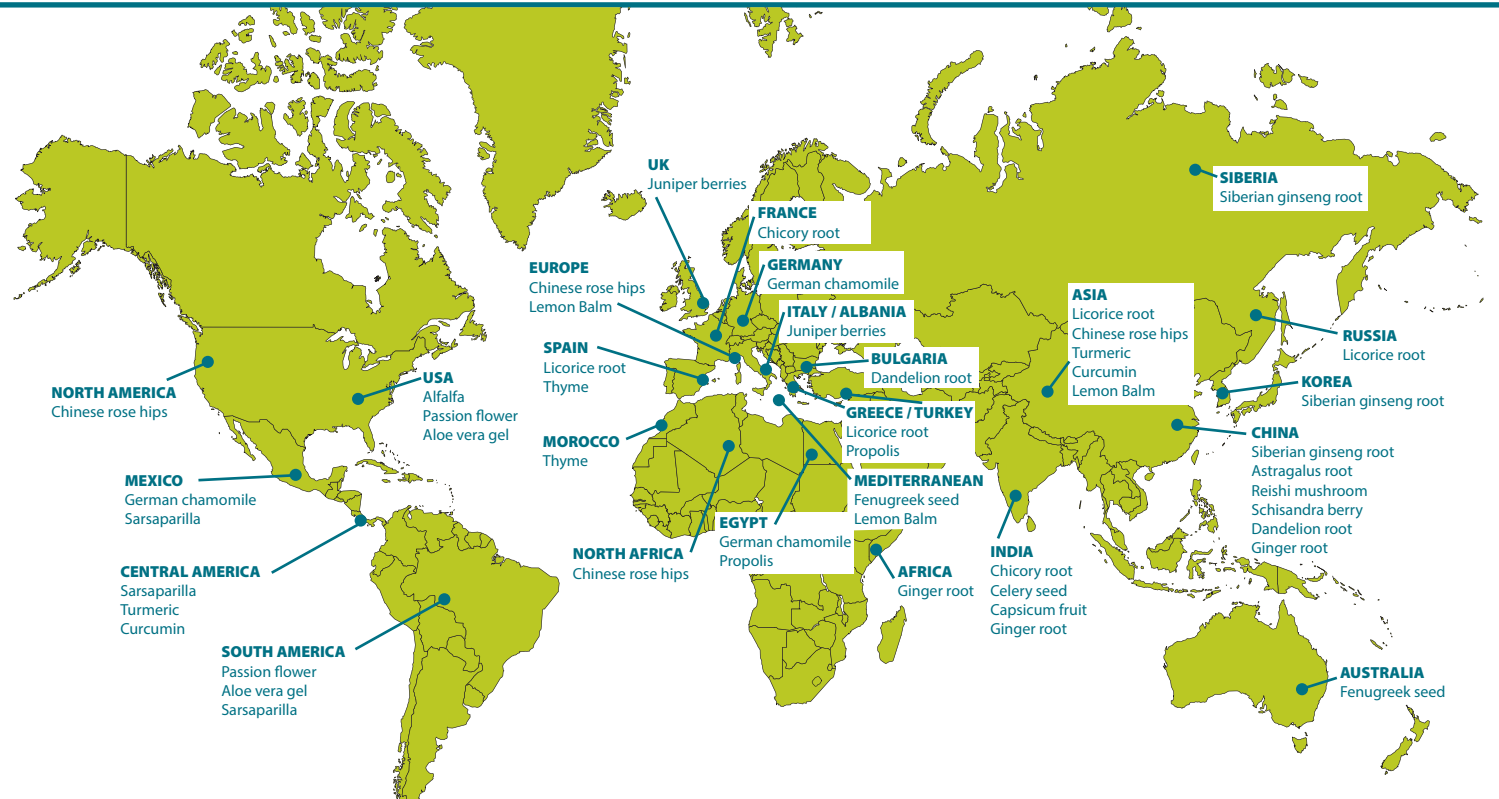 UK
Juniper berries
SIBERIA
Siberian ginseng root
FRANCE
Chicory root
EUROPE
Chinese rose hips
Lemon Balm
GERMANY
German chamomile
ASIA
Licorice root
Chinese rose hips
Turmeric
Curcumin
Lemon Balm
ITALY / ALBANIA
Juniper berries
RUSSIA
Licorice root
SPAIN
Licorice root
Thyme
BULGARIA
Dandelion root
NORTH AMERICA
Chinese rose hips
USA
Alfalfa
Passion flower
Aloe vera gel
KOREA
Siberian ginseng root
GREECE / TURKEY
Licorice root
Propolis
MOROCCO
Thyme
CHINA
Siberian ginseng root
Astragalus root
Reishi mushroom
Schisandra berry
Dandelion root
Ginger root
MEXICO
German chamomile
Sarsaparilla
MEDITERRANEAN
Fenugreek seed
Lemon Balm
EGYPT
German chamomile
Propolis
NORTH AFRICA
Chinese rose hips
INDIA
Chicory root
Celery seed
Capsicum fruit
Ginger root
CENTRAL AMERICA
Sarsaparilla
Turmeric
Curcumin
AFRICA
Ginger root
SOUTH AMERICA
Passion flower
Aloe vera gel
Sarsaparilla
AUSTRALIA
Fenugreek seed